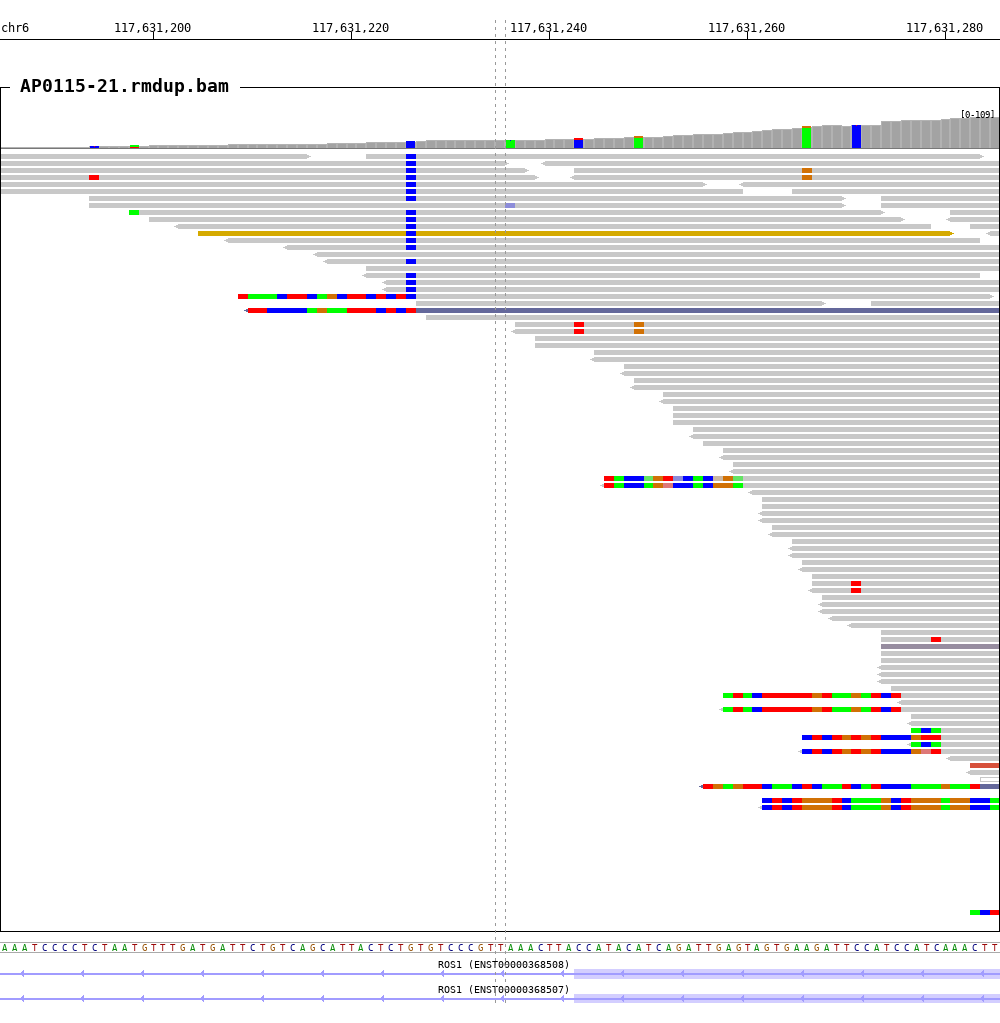 chr6 117,631,200 117,631,220 117,631,240 117,631,260 117,631,280
AP0115-21.rmdup.bam
[0-109]
AAATCCCCTCTAATGTTTGATGATTCTGTCAGCATTACTCTGTGTCCCGTTAAACTTACCATACATCAGATTGAGTAGTGAAGATTCCATCCATCAAACTT
ROS1 (ENST00000368508)
ROS1 (ENST00000368507)